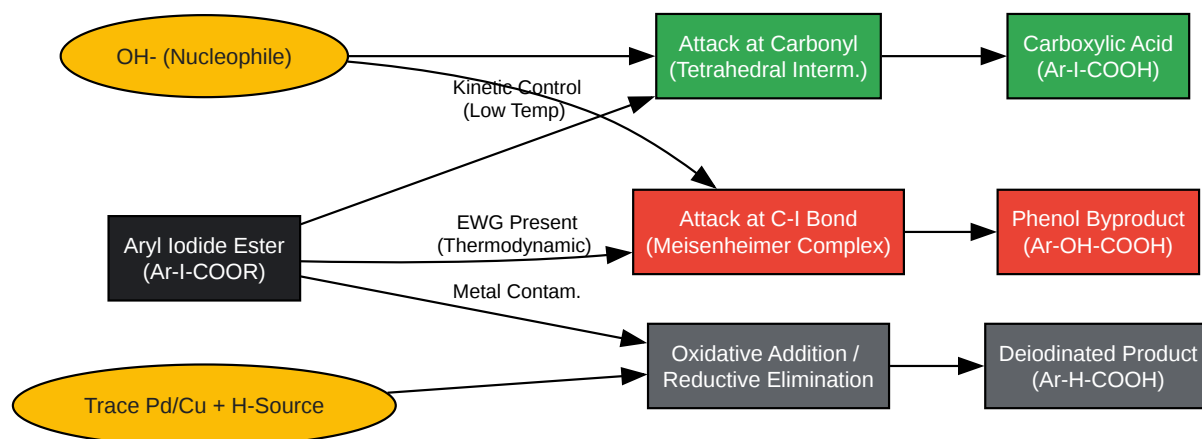 OH- (Nucleophile)
Attack at Carbonyl
(Tetrahedral Interm.)
Carboxylic Acid
(Ar-I-COOH)
Kinetic Control
(Low Temp)
Aryl Iodide Ester
(Ar-I-COOR)
EWG Present
(Thermodynamic)
Attack at C-I Bond
(Meisenheimer Complex)
Phenol Byproduct
(Ar-OH-COOH)
Metal Contam.
Oxidative Addition /
Reductive Elimination
Deiodinated Product
(Ar-H-COOH)
Trace Pd/Cu + H-Source